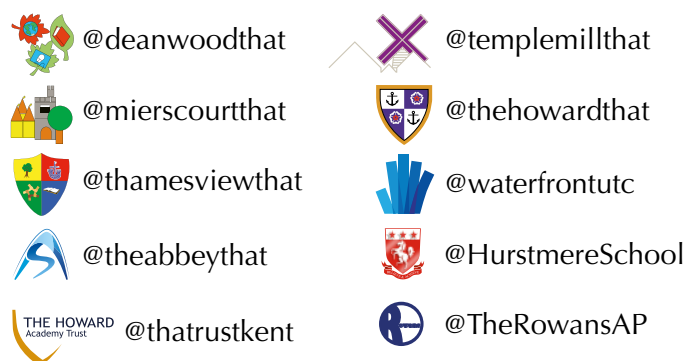 @deanwoodthat
@mierscourtthat
@thamesviewthat
@theabbeythat
THE HOWARD
Academy Trust
@thatrustkent
@templemillthat
@thehowardthat
@waterfrontutc
@HurstmereSchool
@TheRowansAP